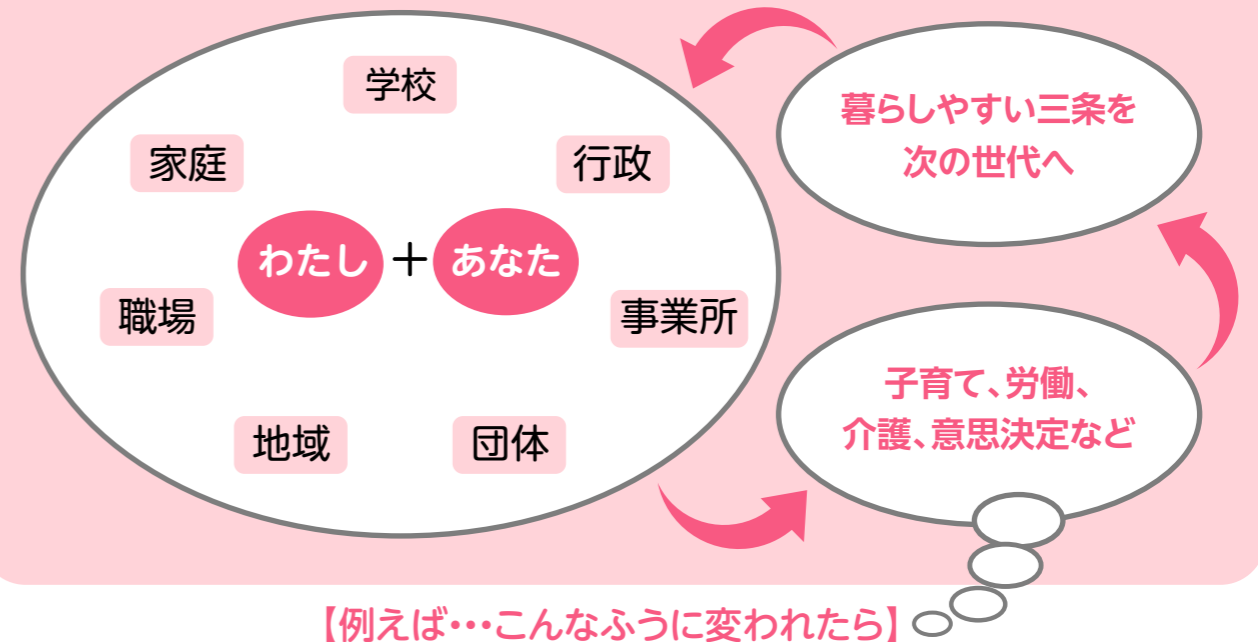 学校
家庭
行政
わたし+あなた
職場
事業所
地域
団体
暮らしやすい三条を
次の世代へ
子育て、労働、
介護、意思決定など
【例えば・・・こんなふうに変われたら】